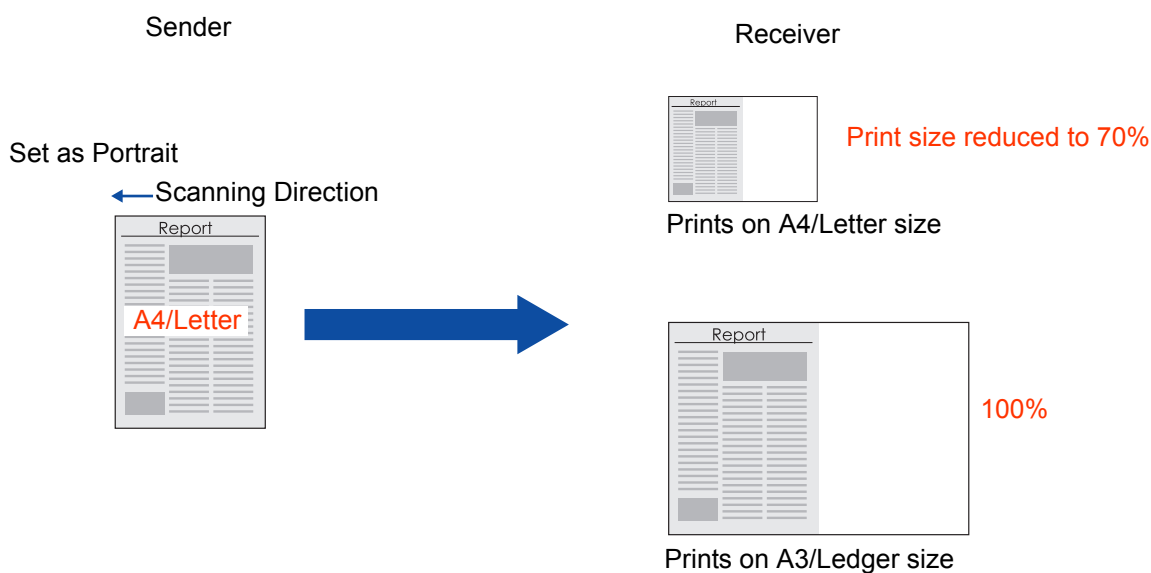 Sender
Receiver
Report
Print size reduced to 70%
Prints on A4/Letter size
Set as Portrait
Scanning Direction
Report
A4/Letter
Report
100%
Prints on A3/Ledger size